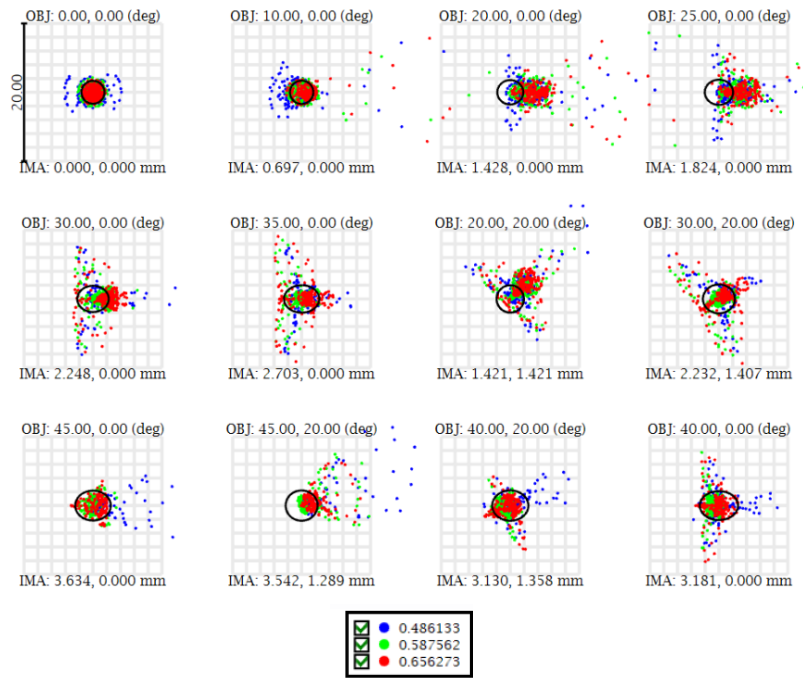 OBJ: 0.00, 0.00 (deg)
OBJ: 10.00, 0.00 (deg)
OBJ: 20.00, 0.00 (deg)
OBJ: 25.00, 0.00 (deg)
20.00
IMA: 0.000, 0.000 mm
IMA: 0.697, 0.000 mm
IMA: 1.428, 0.000 mm
IMA: 1.824, 0.000 mm
OBJ: 30.00, 0.00 (deg)
OBJ: 35.00, 0.00 (deg)
OBJ: 20.00, 20.00 (deg)
OBJ: 30.00, 20.00 (deg)
IMA: 2.248, 0.000 mm
IMA: 2.703, 0.000 mm
IMA: 1.421, 1.421 mm
IMA: 2.232, 1.407 mm
OBJ: 45.00, 0.00 (deg)
OBJ: 45.00, 20.00 (deg)
OBJ: 40.00, 20.00 (deg)
OBJ: 40.00, 0.00 (deg)
IMA: 3.634, 0.000 mm
IMA: 3.542, 1.289 mm
IMA: 3.130, 1.358 mm
IMA: 3.181, 0.000 mm
0.486133
0.587562
0.656273